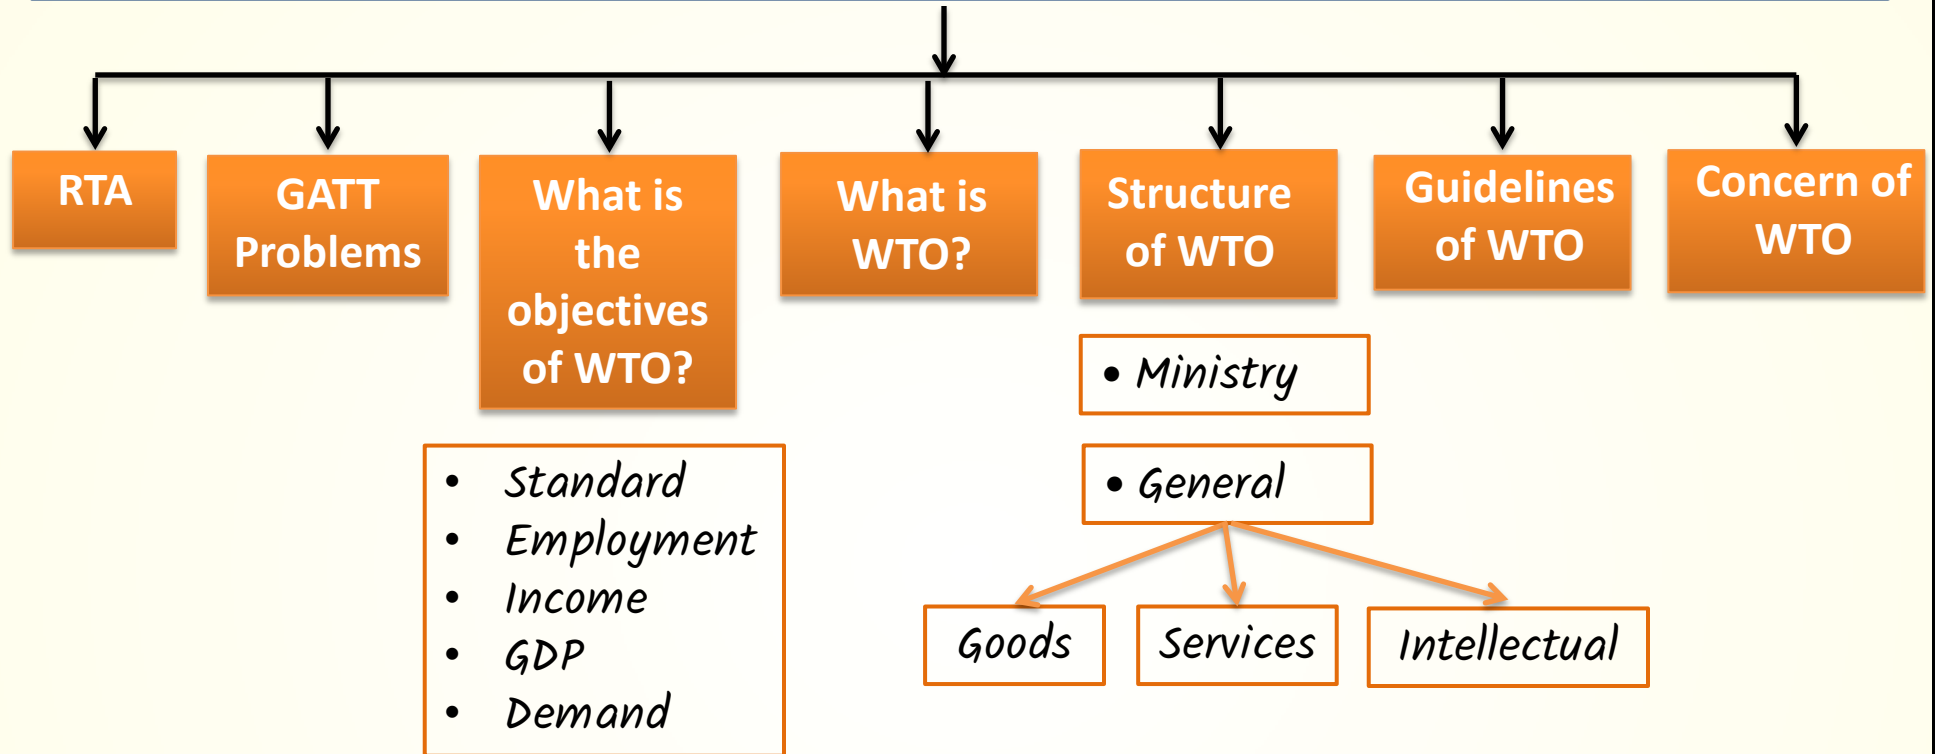 RTA
GATT
Problems
What is
the
objectives
of WTO?
What is
WTO?
Structure
of WTO
Guidelines
of WTO
Concern of
WTO
• Ministry
• General
Goods
Services
Intellectual
• Standard
• Employment
• Income
• GDP
• Demand